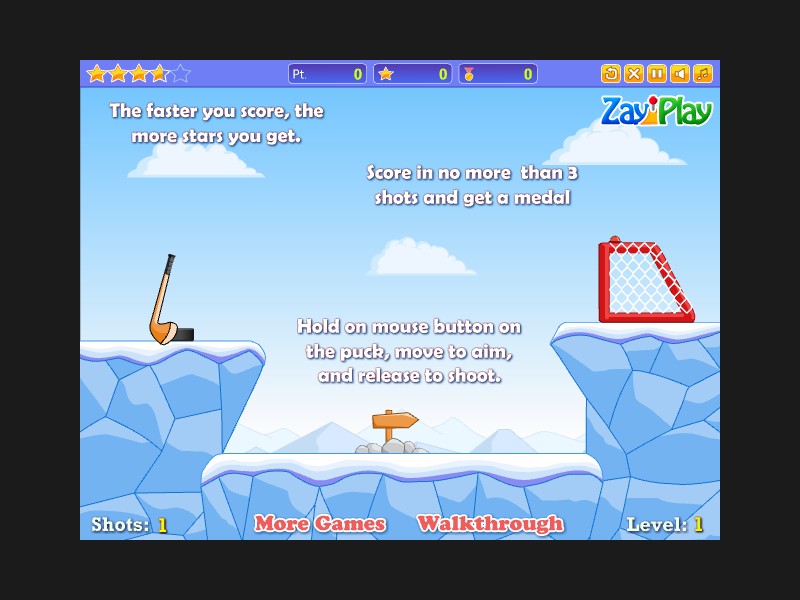 Pt. 0 0 0
The faster you score, the
more stars you get.
ZayPlay
Score in no more than 3
shots and get a medal
Hold on mouse button on
the puck, move to aim,
and release to shoot.
Shots: 1 More Games Walkthrough Level: 1